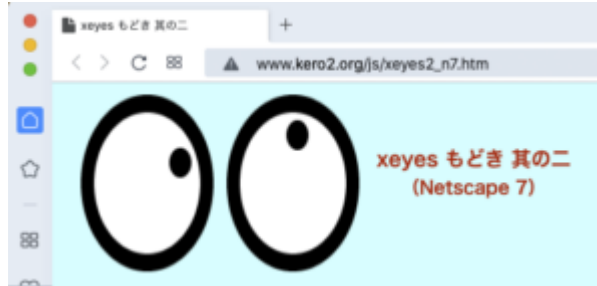 xeyes もどき 其の二
www.kero2.org/js/xeyes2_n7.htm
xeyes もどき 其の二
(Netscape 7)